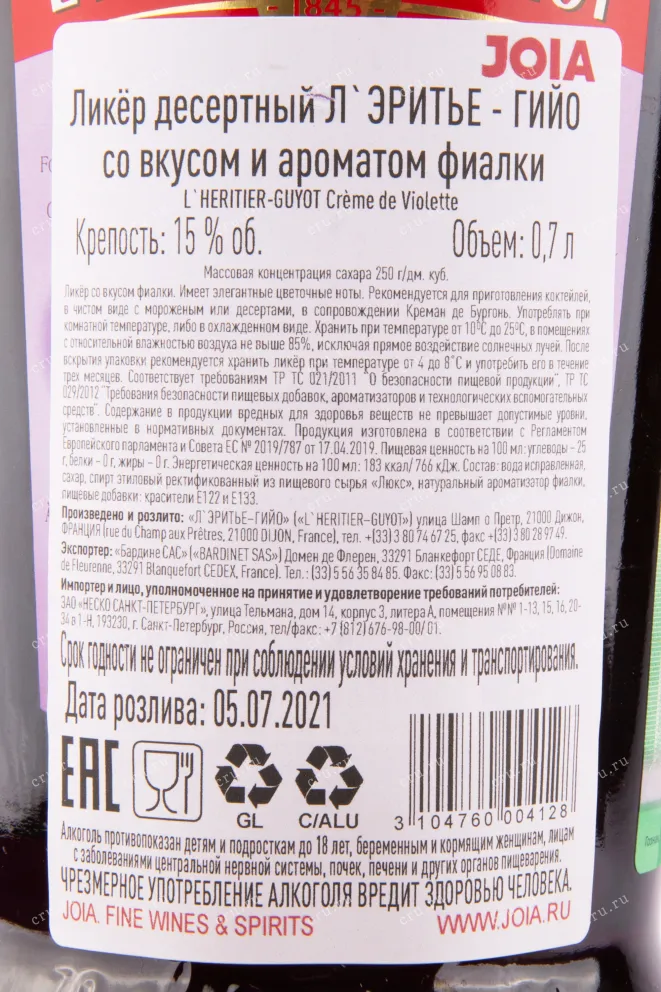 - 1845 -
JOIA
Ликёр десертный Л`ЭРИТЬЕ - ГИЙО
со вкусом и ароматом фиалки
L`HERITIER-GUYOT Crème de Violette
Крепость: 15 % об. Объем: 0,7 л
Массовая концентрация сахара 250 г/дм. куб.
Ликёр со вкусом фиалки. Имеет элегантные цветочные ноты. Рекомендуется для приготовления коктейлей,
в чистом виде с мороженым или десертами, в сопровождении Креман де Бургонь. Употреблять при
комнатной температуре, либо в охлажденном виде. Хранить при температуре от 10ºС до 25ºС, в помещениях
с относительной влажностью воздуха не выше 85%, исключая прямое воздействие солнечных лучей. После
вскрытия упаковки рекомендуется хранить ликёр при температуре от 4 до 8˚С и употребить его в течение
трех месяцев. Соответствует требованиям ТР ТС 021/2011 "О безопасности пищевой продукции", ТР ТС
029/2012 "Требования безопасности пищевых добавок, ароматизаторов и технологических вспомогательных
средств". Содержание в продукции вредных для здоровья веществ не превышает допустимые уровни,
установленные в нормативных документах. Продукция изготовлена в соответствии с Регламентом
Европейского парламента и Совета ЕС № 2019/787 от 17.04.2019. Пищевая ценность на 100 мл: углеводы – 25
г, белки – 0 г, жиры – 0 г. Энергетическая ценность на 100 мл: 183 ккал/ 766 кДж. Состав: вода исправленная,
сахар, спирт этиловый ректификованный из пищевого сырья «Люкс», натуральный ароматизатор фиалки,
пищевые добавки: красители Е122 и Е133.
Произведено и розлито: «Л`ЭРИТЬЕ–ГИЙО» («L`HERITIER–GUYOT») улица Шамп о Претр, 21000 Дижон,
ФРАНЦИЯ (rue du Champ aux Prêtres, 21000 DIJON, France), тел. +(33)3 80 74 67 25, факс +(33)3 80 28 97 49.
Экспортер: «Бардине САС» («BARDINET SAS») Домен де Флерен, 33291 Бланкефорт СЕДЕ, Франция (Domaine
de Fleurenne, 33291 Blanquefort CEDEX, France). Тел.: (33) 5 56 35 84 85. Факс: (33) 5 56 95 08 83.
Импортер и лицо, уполномоченное на принятие и удовлетворение требований потребителей:
ЗАО «НЕСКО САНКТ-ПЕТЕРБУРГ», улица Тельмана, дом 14, корпус 3, литера А, помещения №№ 1-13, 15, 16, 20-
34 в 1-Н, 193230, г. Санкт-Петербург, Россия, тел/факс: +7 (812) 676-98-00/ 01.
Срок годности не ограничен при соблюдении условий хранения и транспортирования.
Дата розлива: 05.07.2021
EAC
GL C/ALU
3 104760 004128
Алкоголь противопоказан детям и подросткам до 18 лет, беременным и кормящим женщинам, лицам
с заболеваниями центральной нервной системы, почек, печени и других органов пищеварения.
ЧРЕЗМЕРНОЕ УПОТРЕБЛЕНИЕ АЛКОГОЛЯ ВРЕДИТ ЗДОРОВЬЮ ЧЕЛОВЕКА.
JOIA. FINE WINES & SPIRITS WWW.JOIA.RU